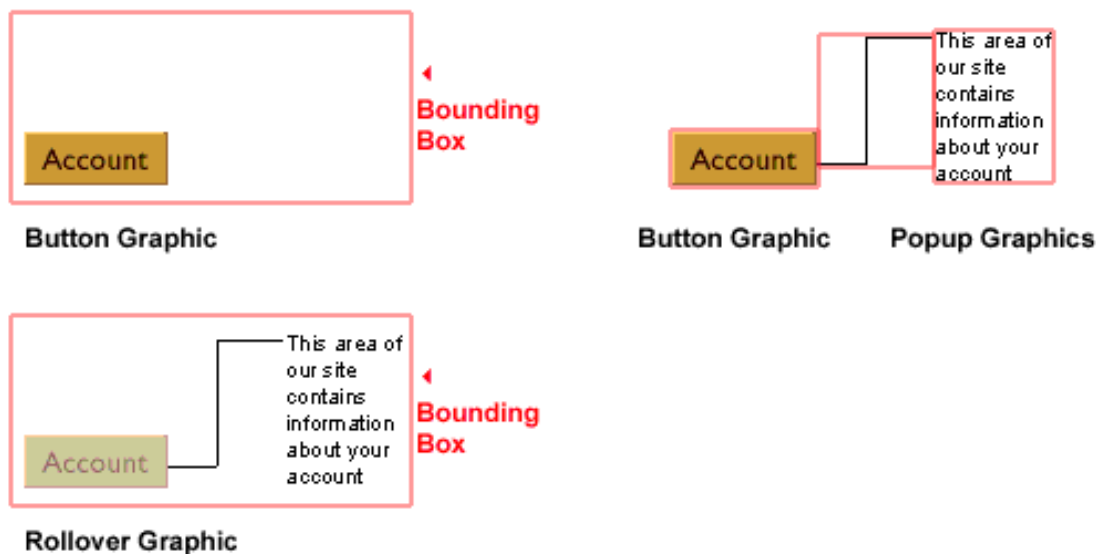 Account
Bounding
Box
Button Graphic
Account
This area of
our site
contains
information
about your
account
Button Graphic
Popup Graphics
Account
This area of
our site
contains
information
about your
account
Bounding
Box
Rollover Graphic